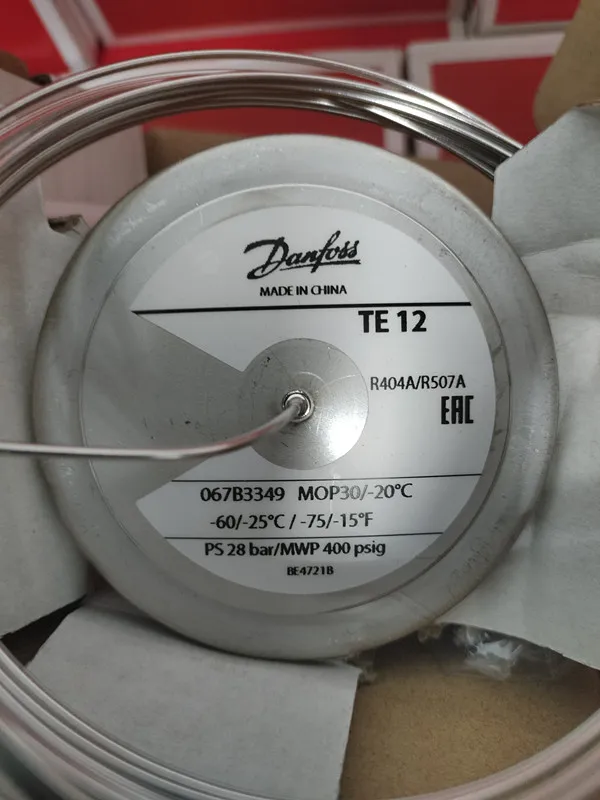 Danfoss
MADE IN CHINA
TE 12
R404A/R507A
EAC
067B3349 MOP30/-20°C
-60/-25°C / -75/-15°F
PS 28 bar/MWP 400 psig
BE4721B